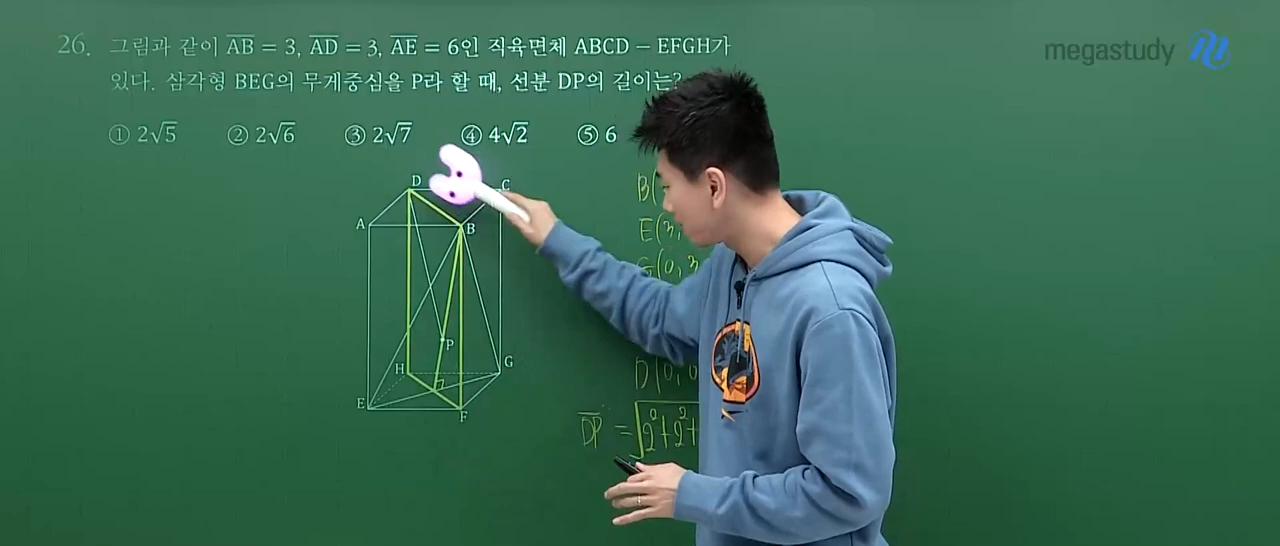 megastudy
26. 그림과 같이 AB = 3, AD = 3, AE = 6인 직육면체 ABCD − EFGH가
있다. 삼각형 BEG의 무게중심을 P라 할 때, 선분 DP의 길이는?
① 2√5 ② 2√6 ③ 2√7 ④ 4√2 ⑤ 6
D C
A B
P
H G
E F
B(
E(3,
G(0, 3
D(0, 0
DP = √2²+2²+